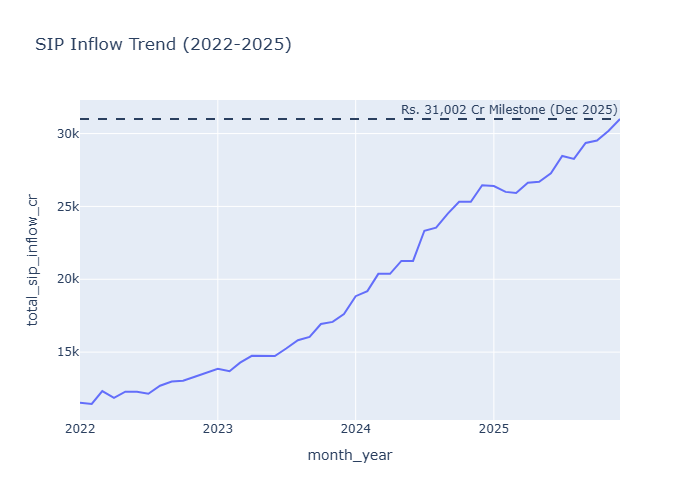 SIP Inflow Trend (2022-2025)
Rs. 31,002 Cr Milestone (Dec 2025)
30k
25k
20k
15k
total_sip_inflow_cr
2022
2023
2024
2025
month_year